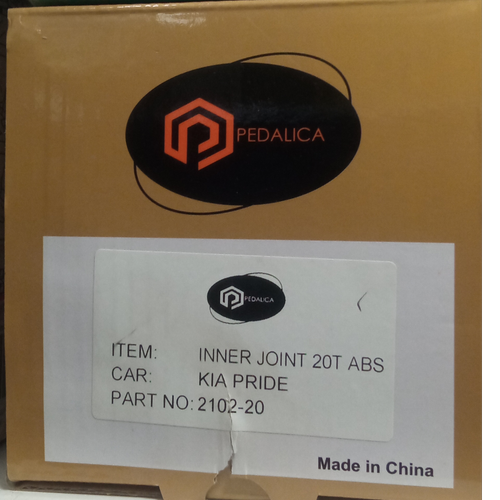 PEDALICA
PEDALICA
ITEM: INNER JOINT 20T ABS
CAR: KIA PRIDE
PART NO: 2102-20
Made in China